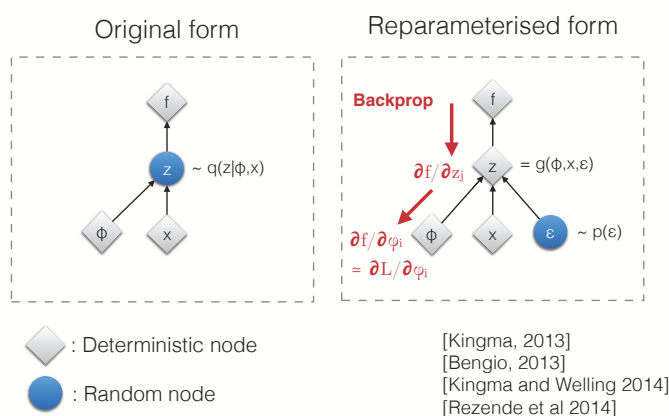 Original form
Reparameterised form
f
z ~ q(z|ϕ,x)
ϕ x
Backprop f
∂f/∂zⱼ z = g(ϕ,x,ε)
∂f/∂φᵢ ϕ x ε ~ p(ε)
≃ ∂L/∂φᵢ
: Deterministic node
: Random node
[Kingma, 2013]
[Bengio, 2013]
[Kingma and Welling 2014]
[Rezende et al 2014]